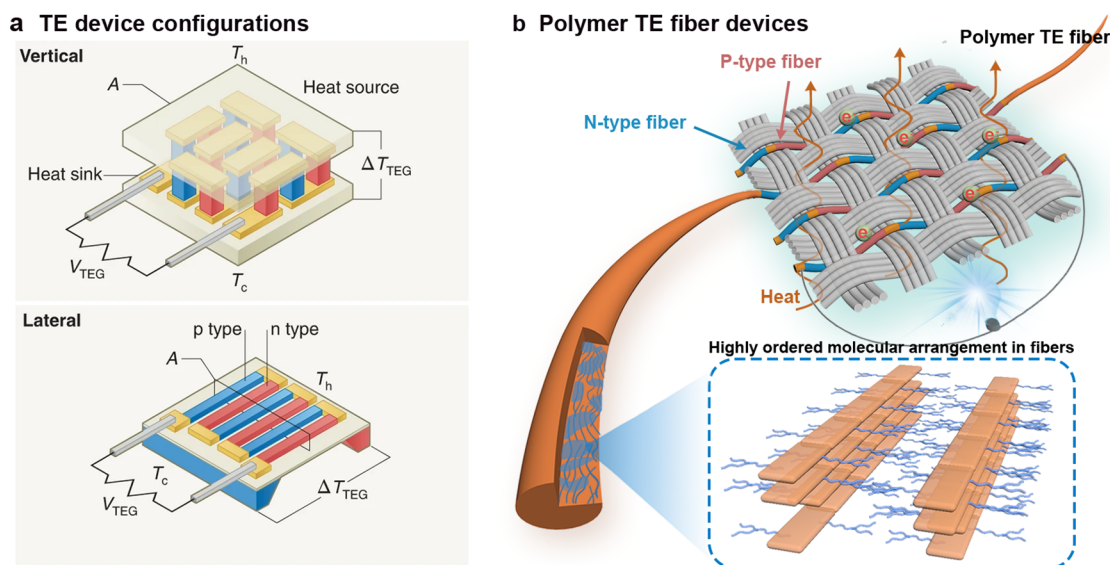 a TE device configurations
Vertical
Th
A
Heat source
Heat sink
ΔTTEG
VTEG
Tc
Lateral
p type
n type
A
Th
Tc
VTEG
ΔTTEG
b Polymer TE fiber devices
Polymer TE fiber
P-type fiber
N-type fiber
e
e
e
e
e
Heat
Highly ordered molecular arrangement in fibers